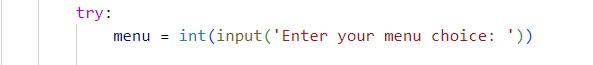 try:
menu = int(input('Enter your menu choice: '))